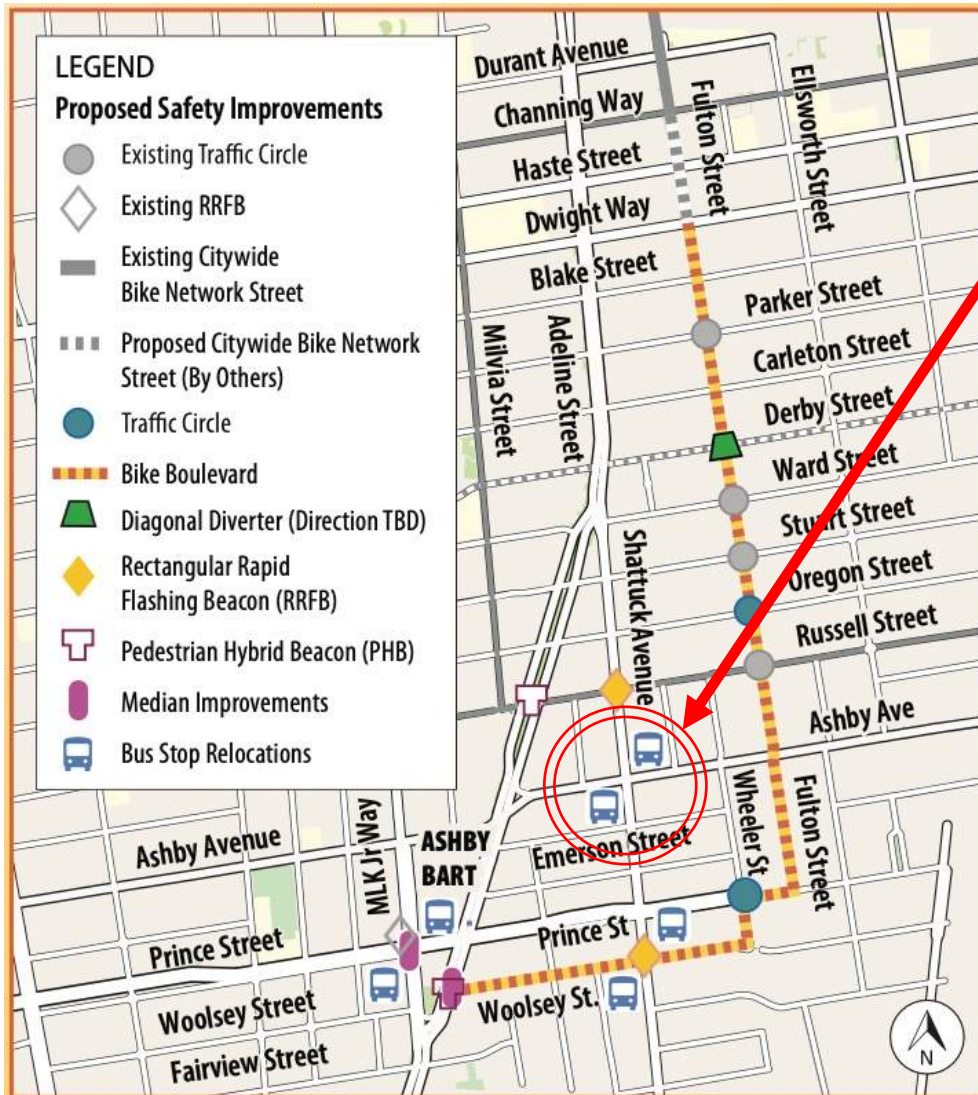 LEGEND
Proposed Safety Improvements
Existing Traffic Circle
Existing RRFB
Existing Citywide
Bike Network Street
Proposed Citywide Bike Network
Street (By Others)
Traffic Circle
Bike Boulevard
Diagonal Diverter (Direction TBD)
Rectangular Rapid
Flashing Beacon (RRFB)
Pedestrian Hybrid Beacon (PHB)
Median Improvements
Bus Stop Relocations
Durant Avenue
Channing Way
Haste Street
Dwight Way
Blake Street
Fulton Street
Ellsworth Street
Parker Street
Carleton Street
Derby Street
Ward Street
Stuart Street
Oregon Street
Russell Street
Ashby Ave
Milvia Street
Adeline Street
Shattuck Avenue
Wheeler St
Fulton Street
Emerson Street
MLK Jr Way
ASHBY
BART
Ashby Avenue
Prince Street
Prince St
Woolsey Street
Woolsey St.
Fairview Street
N